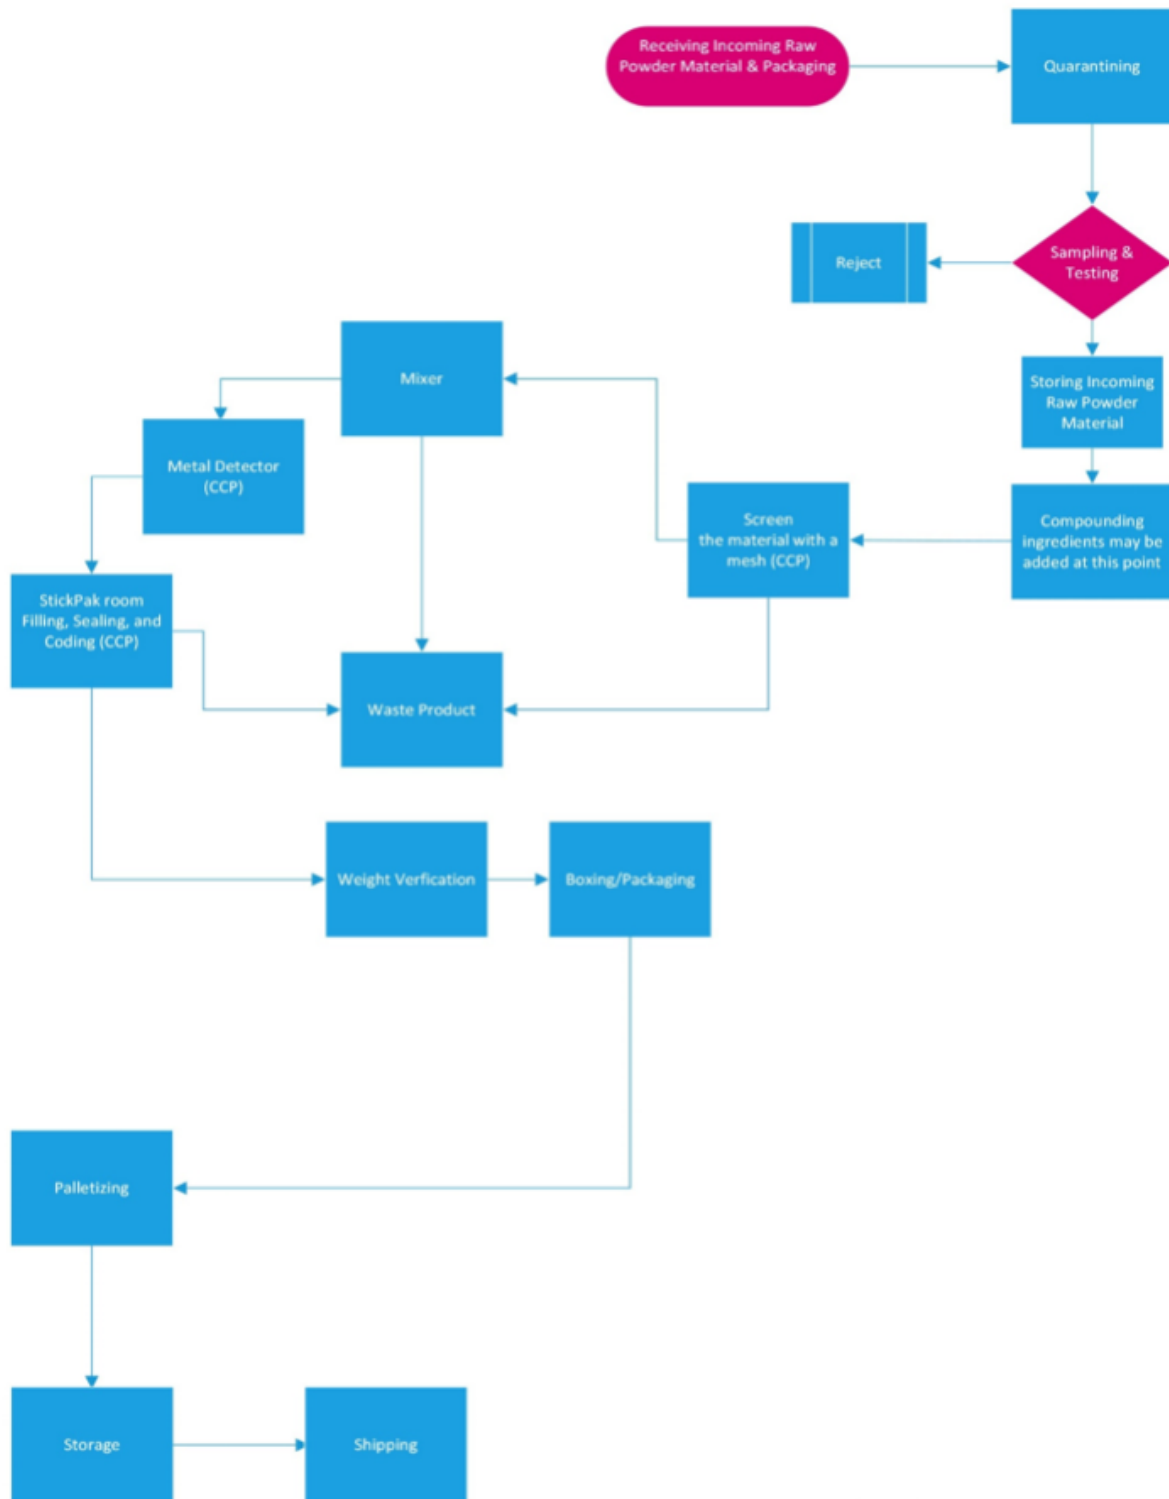 Receiving Incoming Raw
Powder Material & Packaging
Quarantining
Sampling &
Testing
Reject
Storing Incoming
Raw Powder
Material
Compounding
ingredients may be
added at this point
Screen
the material with a
mesh (CCP)
Mixer
Metal Detector
(CCP)
StickPak room
Filling, Sealing, and
Coding (CCP)
Waste Product
Weight Verfication
Boxing/Packaging
Palletizing
Storage
Shipping